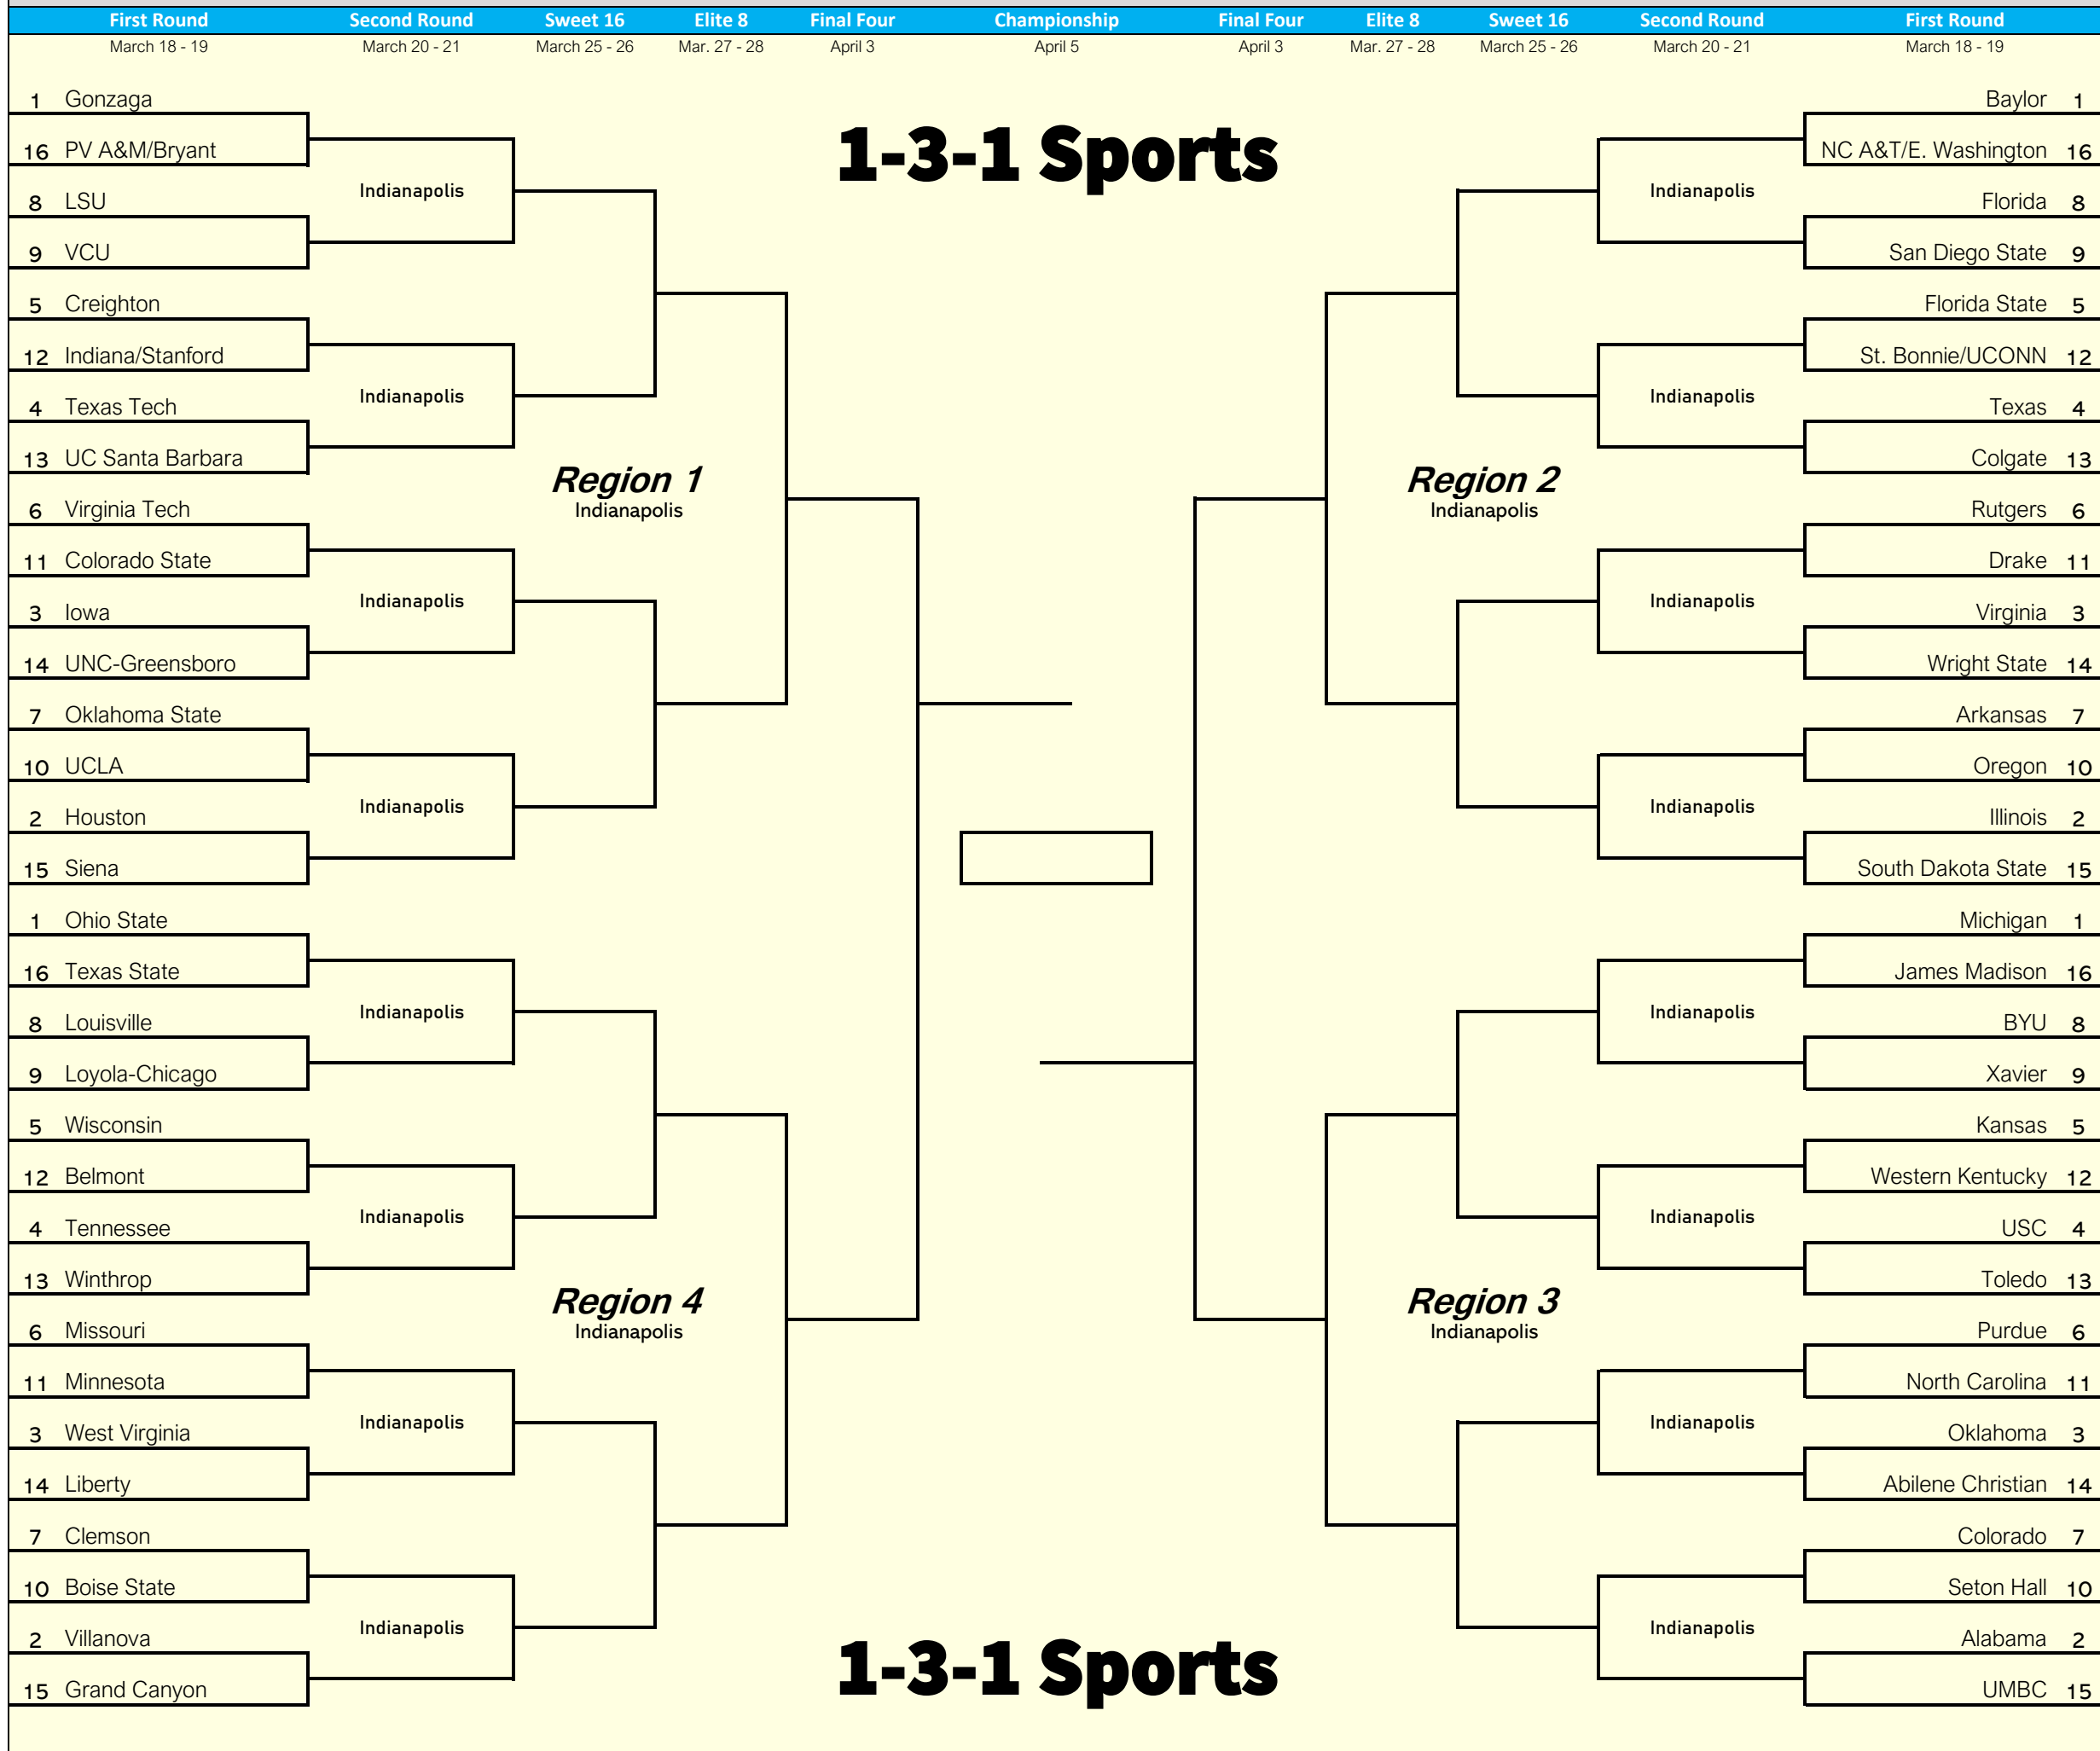 First Round Second Round Sweet 16 Elite 8 Final Four Championship Final Four Elite 8 Sweet 16 Second Round First Round
March 18 - 19 March 20 - 21 March 25 - 26 Mar. 27 - 28 April 3 April 5 April 3 Mar. 27 - 28 March 25 - 26 March 20 - 21 March 18 - 19
1-3-1 Sports
1 Gonzaga
16 PV A&M/Bryant
Indianapolis
8 LSU
9 VCU
5 Creighton
12 Indiana/Stanford
Indianapolis
4 Texas Tech
13 UC Santa Barbara
Region 1
Indianapolis
6 Virginia Tech
11 Colorado State
Indianapolis
3 Iowa
14 UNC-Greensboro
7 Oklahoma State
10 UCLA
Indianapolis
2 Houston
15 Siena
1 Ohio State
16 Texas State
Indianapolis
8 Louisville
9 Loyola-Chicago
5 Wisconsin
12 Belmont
Indianapolis
4 Tennessee
13 Winthrop
Region 4
Indianapolis
6 Missouri
11 Minnesota
Indianapolis
3 West Virginia
14 Liberty
7 Clemson
10 Boise State
Indianapolis
2 Villanova
15 Grand Canyon
Baylor 1
NC A&T/E. Washington 16
Indianapolis
Florida 8
San Diego State 9
Florida State 5
St. Bonnie/UCONN 12
Indianapolis
Texas 4
Colgate 13
Region 2
Indianapolis
Rutgers 6
Drake 11
Indianapolis
Virginia 3
Wright State 14
Arkansas 7
Oregon 10
Indianapolis
Illinois 2
South Dakota State 15
Michigan 1
James Madison 16
Indianapolis
BYU 8
Xavier 9
Kansas 5
Western Kentucky 12
Indianapolis
USC 4
Toledo 13
Region 3
Indianapolis
Purdue 6
North Carolina 11
Indianapolis
Oklahoma 3
Abilene Christian 14
Colorado 7
Seton Hall 10
Indianapolis
Alabama 2
UMBC 15
1-3-1 Sports